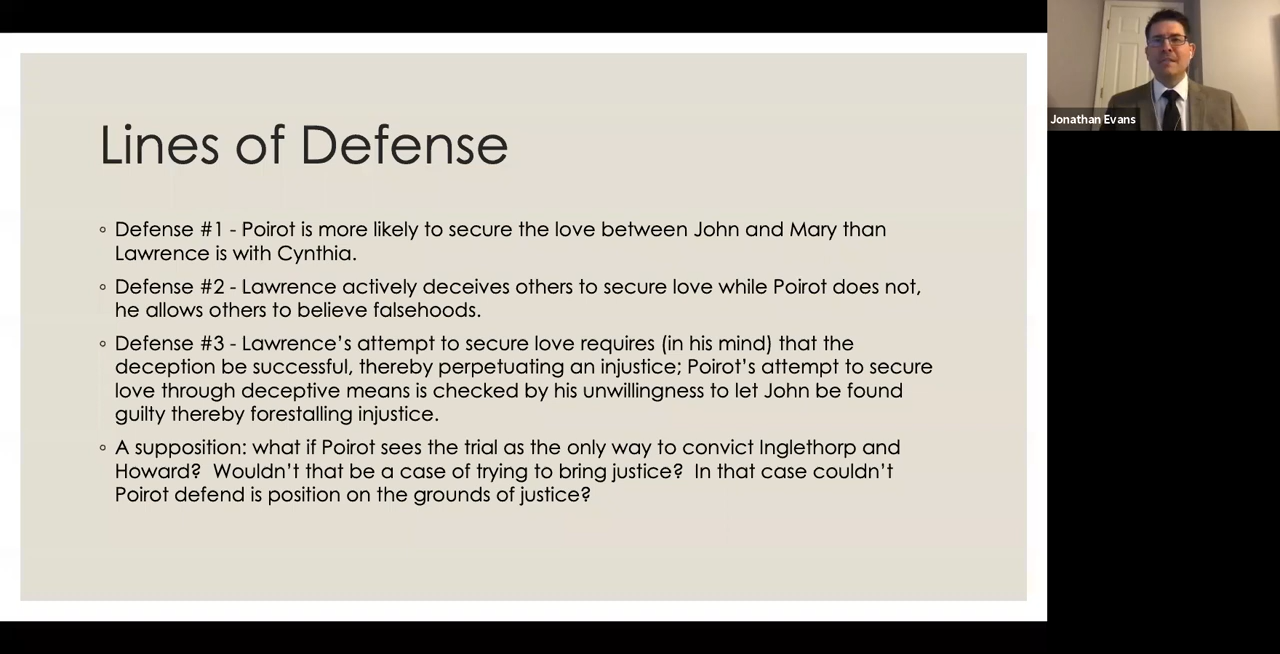 Lines of Defense
◦ Defense #1 - Poirot is more likely to secure the love between John and Mary than
Lawrence is with Cynthia.
◦ Defense #2 - Lawrence actively deceives others to secure love while Poirot does not,
he allows others to believe falsehoods.
◦ Defense #3 - Lawrence’s attempt to secure love requires (in his mind) that the
deception be successful, thereby perpetuating an injustice; Poirot’s attempt to secure
love through deceptive means is checked by his unwillingness to let John be found
guilty thereby forestalling injustice.
◦ A supposition: what if Poirot sees the trial as the only way to convict Inglethorp and
Howard?  Wouldn’t that be a case of trying to bring justice?  In that case couldn’t
Poirot defend is position on the grounds of justice?
Jonathan Evans